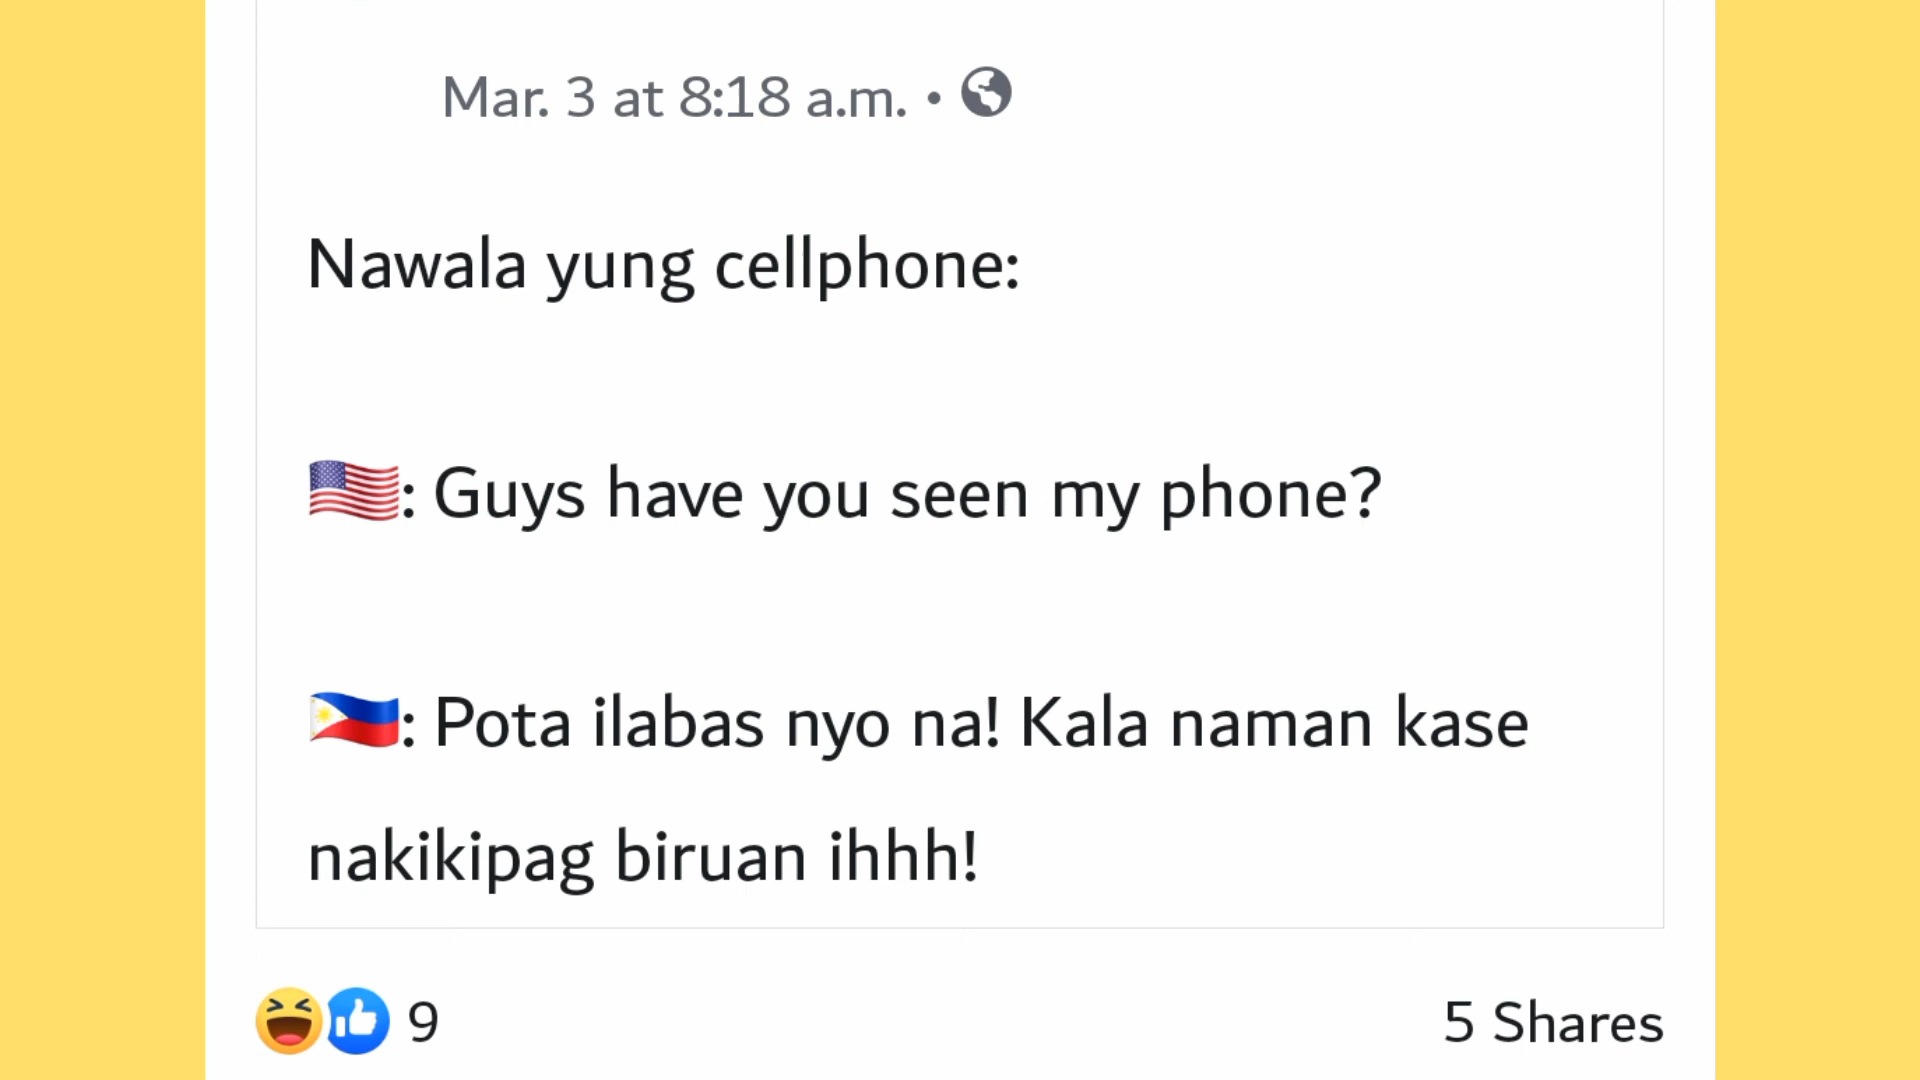 Mar. 3 at 8:18 a.m. •
Nawala yung cellphone:
🇺🇸: Guys have you seen my phone?
🇵🇭: Pota ilabas nyo na! Kala naman kase
nakikipag biruan ihhh!
9
5 Shares